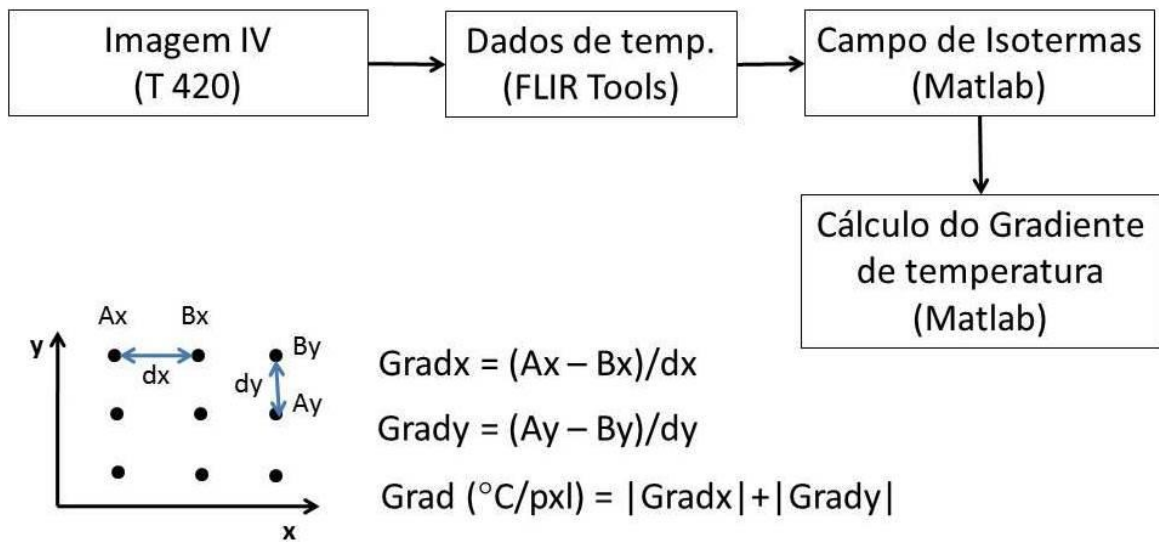 Imagem IV
(T 420)
Dados de temp.
(FLIR Tools)
Campo de Isotermas
(Matlab)
Cálculo do Gradiente
de temperatura
(Matlab)
Ax
Bx
y
By
dx
dy
Ay
x
Gradx = (Ax – Bx)/dx
Grady = (Ay – By)/dy
Grad (°C/pxl) = |Gradx|+|Grady|